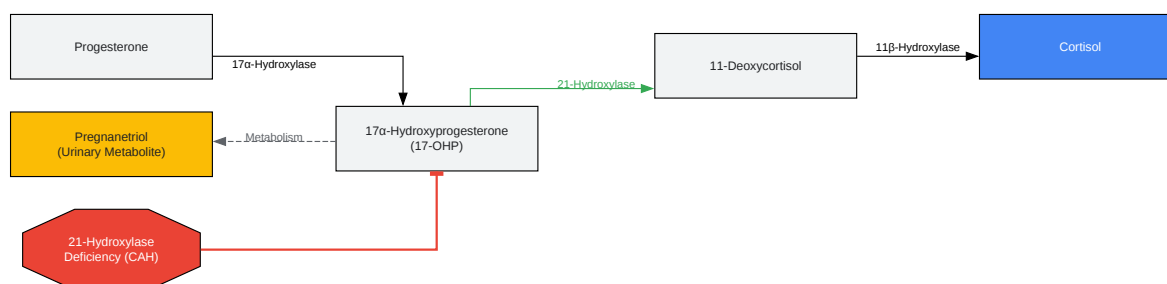 Progesterone
17α-Hydroxylase
Pregnanetriol
(Urinary Metabolite)
Metabolism
17α-Hydroxyprogesterone
(17-OHP)
21-Hydroxylase
11-Deoxycortisol
11β-Hydroxylase
Cortisol
21-Hydroxylase
Deficiency (CAH)